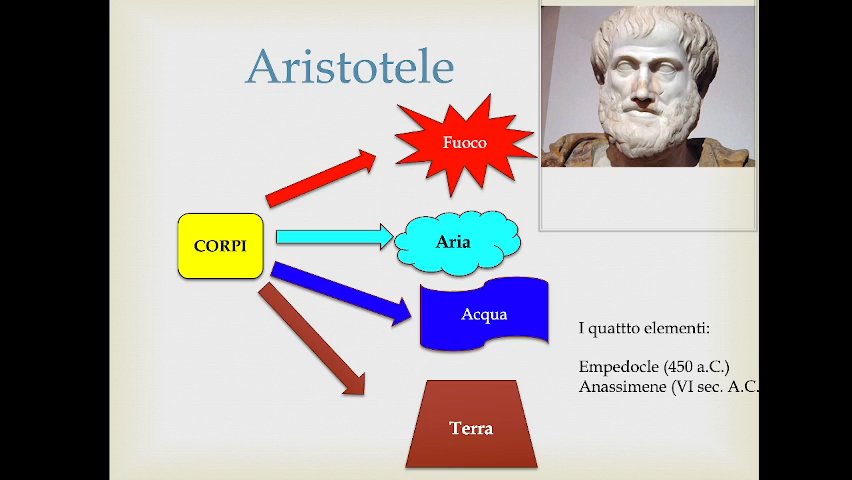 Aristotele
Fuoco
CORPI
Aria
Acqua
I quattto elementi:
Empedocle (450 a.C.)
Anassimene (VI sec. A.C.
Terra